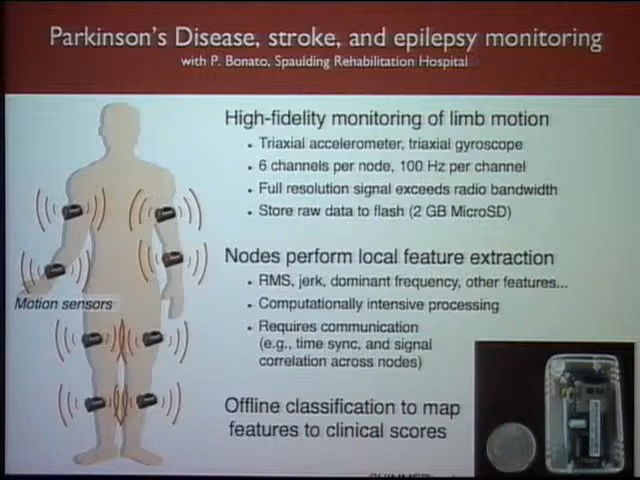 Parkinson's Disease, stroke, and epilepsy monitoring
with P. Bonato, Spaulding Rehabilitation Hospital
High-fidelity monitoring of limb motion
• Triaxial accelerometer, triaxial gyroscope
• 6 channels per node, 100 Hz per channel
• Full resolution signal exceeds radio bandwidth
• Store raw data to flash (2 GB MicroSD)
Nodes perform local feature extraction
• RMS, jerk, dominant frequency, other features...
• Computationally intensive processing
• Requires communication
(e.g., time sync, and signal
correlation across nodes)
Motion sensors
Offline classification to map
features to clinical scores